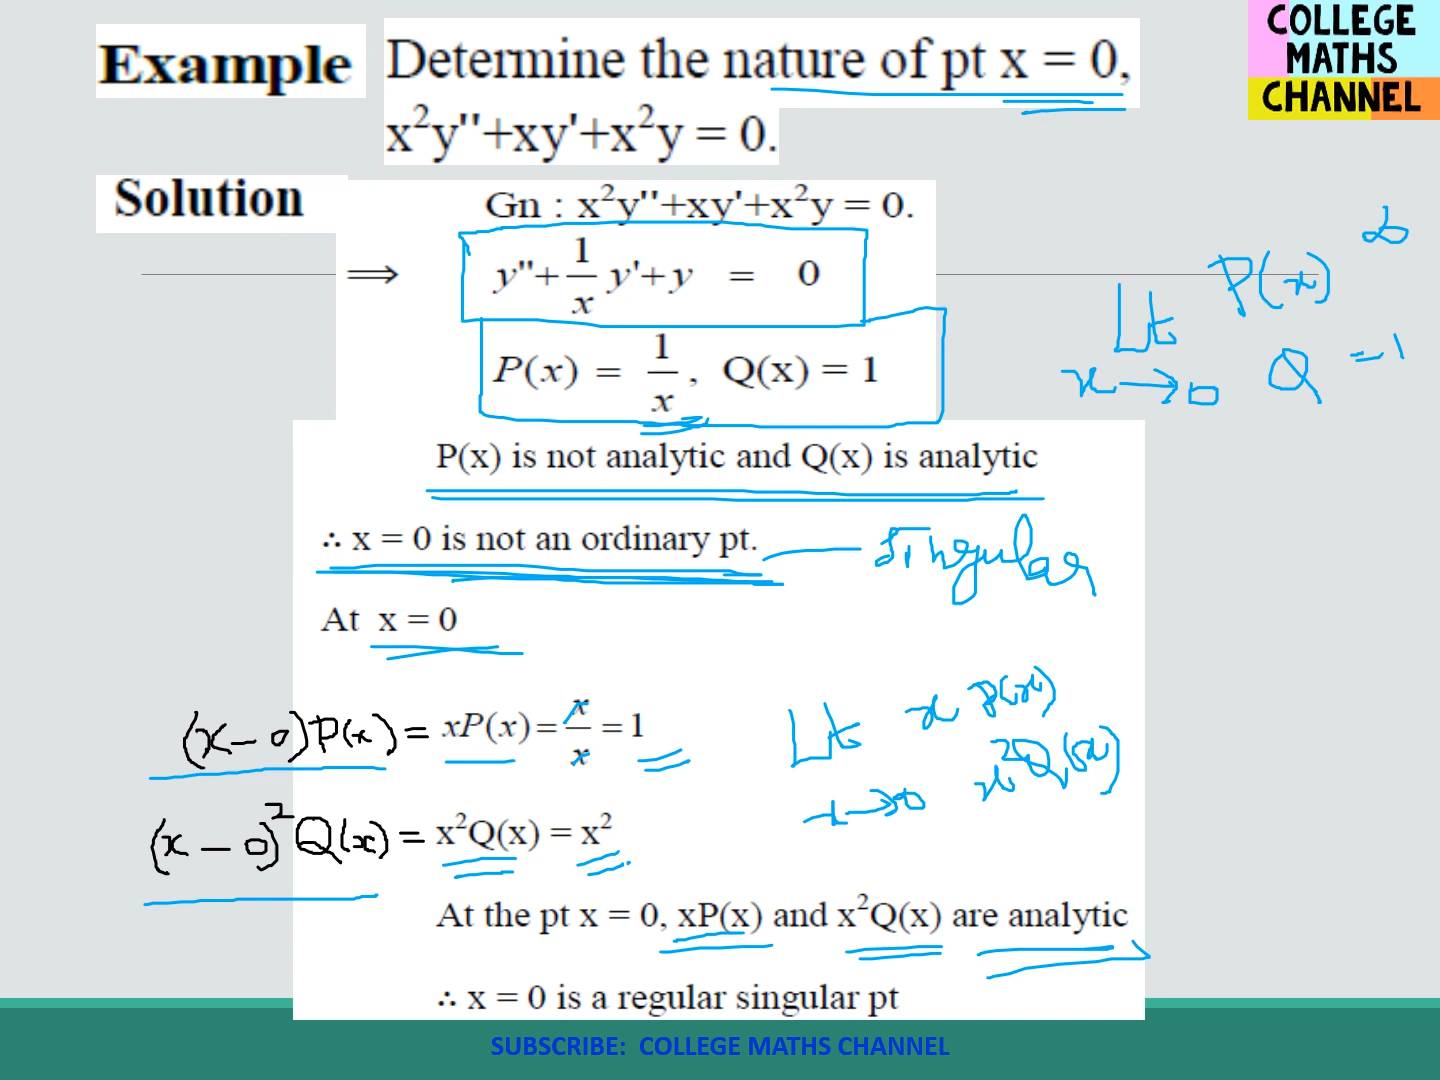 COLLEGE
MATHS
CHANNEL
Example Determine the nature of pt x = 0,
x²y''+xy'+x²y = 0.
Solution
Gn : x²y''+xy'+x²y = 0.
⟹ y''+ 1/x y'+y = 0
P(x) = 1/x , Q(x) = 1
Lt x→0 P(x) ∞
Q = 1
P(x) is not analytic and Q(x) is analytic
∴ x = 0 is not an ordinary pt. — Singular
At x = 0
(x – 0)P(x) = xP(x) = x/x = 1
Lt x→0 x P(x)
x²Q(x)
(x – 0)²Q(x) = x²Q(x) = x²
At the pt x = 0, xP(x) and x²Q(x) are analytic
∴ x = 0 is a regular singular pt
SUBSCRIBE: COLLEGE MATHS CHANNEL